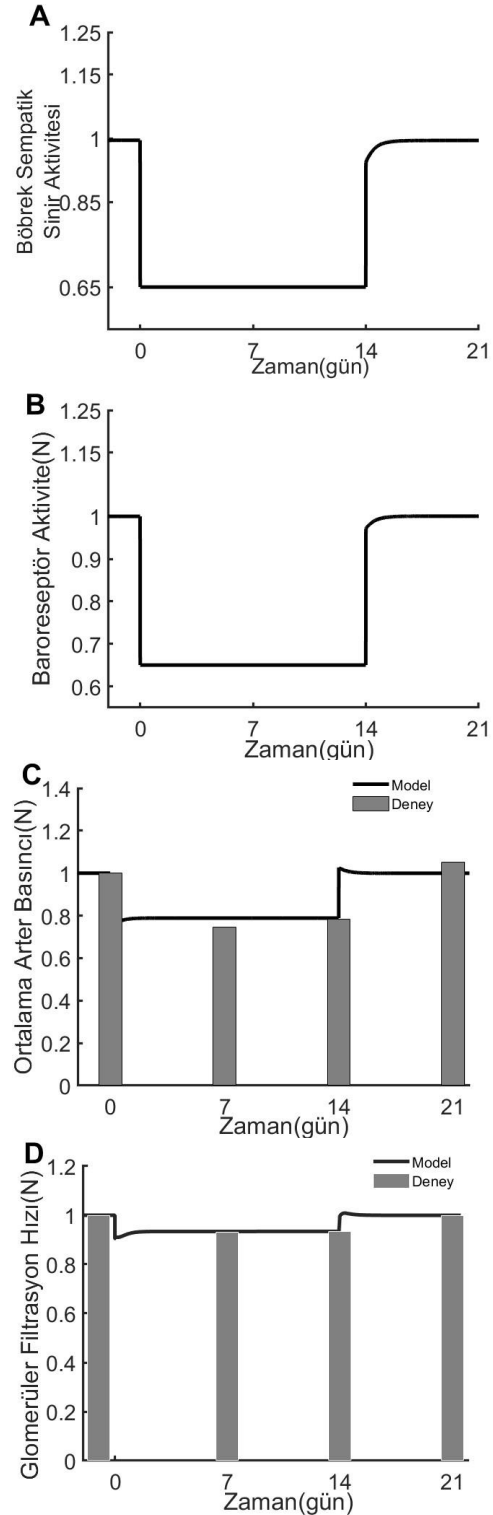 A
Böbrek Sempatik
Sinir Aktivitesi
1.25
1.15
1
0.85
0.65
0 7 14 21
Zaman(gün)
B
Baroreseptör Aktivite(N)
1.25
1.15
1
0.9
0.8
0.7
0.6
0 7 14 21
Zaman(gün)
C
Ortalama Arter Basıncı(N)
Model
Deney
1.4
1.2
1
0.8
0.6
0.4
0.2
0
0 7 14 21
Zaman(gün)
D
Glomerüler Filtrasyon Hızı(N)
Model
Deney
1.2
1
0.8
0.6
0.4
0.2
0
0 7 14 21
Zaman(gün)